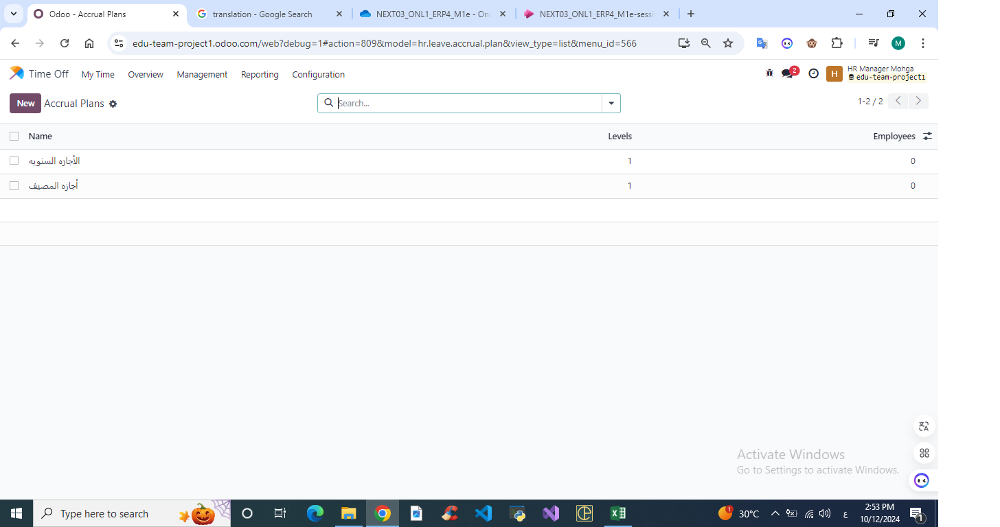 Odoo - Accrual Plans
translation - Google Search
NEXT03_ONL1_ERP4_M1e - On
NEXT03_ONL1_ERP4_M1e-sessi
edu-team-project1.odoo.com/web?debug=1#action=809&model=hr.leave.accrual.plan&view_type=list&menu_id=566
M
Time Off My Time Overview Management Reporting Configuration
2
H
HR Manager Mohga
edu-team-project1
New Accrual Plans
Search...
1-2 / 2
Name Levels Employees
الأجازه السنويه 1 0
أجازه المصيف 1 0
Activate Windows
Go to Settings to activate Windows.
Type here to search
1
30°C
ع
2:53 PM
10/12/2024
1